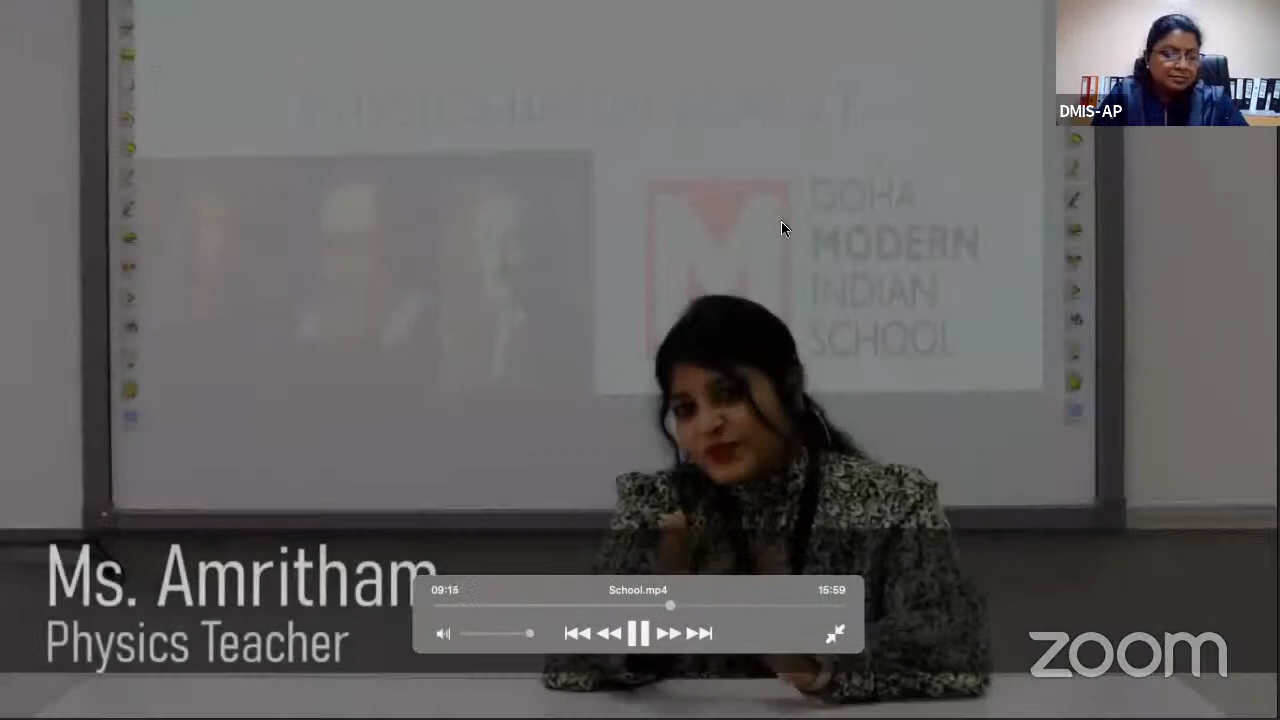 DMIS-AP
DOHA
MODERN
INDIAN
SCHOOL
Ms. Amritham
Physics Teacher
09:15
School.mp4
15:59
zoom